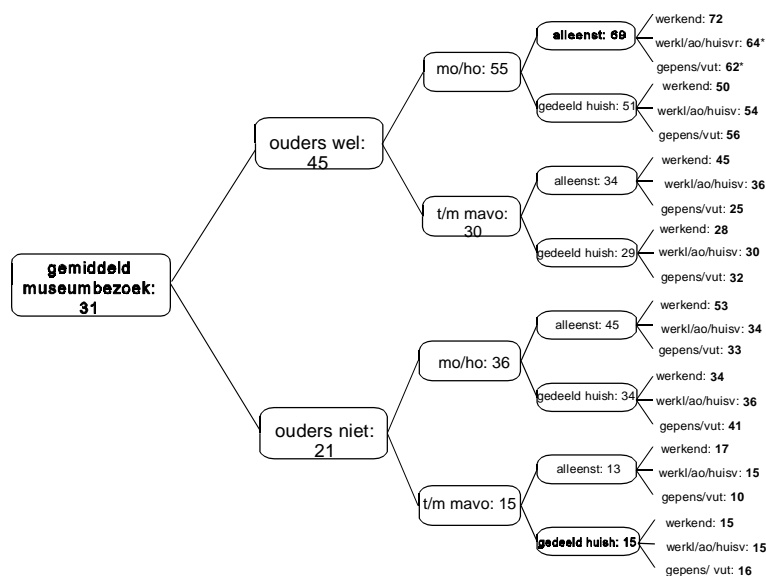 gemiddeld
museumbezoek:
31
ouders wel:
45
mo/ho: 55
alleenst: 69
werkend: 72
werkl/ao/huisvr: 64*
gepens/vut: 62*
gedeeld huish: 51
werkend: 50
werkl/ao/huisv: 54
gepens/vut: 56
t/m mavo:
30
alleenst: 34
werkend: 45
werkl/ao/huisv: 36
gepens/vut: 25
gedeeld huish: 29
werkend: 28
werkl/ao/huisv: 30
gepens/vut: 32
ouders niet:
21
mo/ho: 36
alleenst: 45
werkend: 53
werkl/ao/huisv: 34
gepens/vut: 33
gedeeld huish: 34
werkend: 34
werkl/ao/huisv: 36
gepens/vut: 41
t/m mavo: 15
alleenst: 13
werkend: 17
werkl/ao/huisv: 15
gepens/vut: 10
gedeeld huish: 15
werkend: 15
werkl/ao/huisv: 15
gepens/ vut: 16